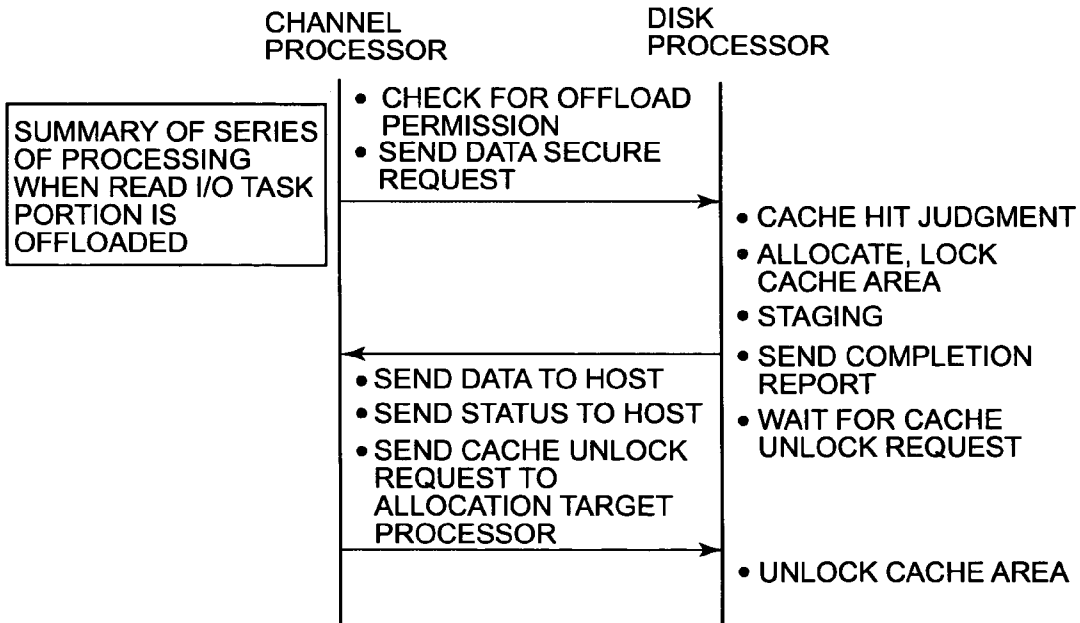 CHANNEL
PROCESSOR
DISK
PROCESSOR
SUMMARY OF SERIES
OF PROCESSING
WHEN READ I/O TASK
PORTION IS
OFFLOADED
• CHECK FOR OFFLOAD
PERMISSION
• SEND DATA SECURE
REQUEST
• CACHE HIT JUDGMENT
• ALLOCATE, LOCK
CACHE AREA
• STAGING
• SEND COMPLETION
REPORT
• WAIT FOR CACHE
UNLOCK REQUEST
• SEND DATA TO HOST
• SEND STATUS TO HOST
• SEND CACHE UNLOCK
REQUEST TO
ALLOCATION TARGET
PROCESSOR
• UNLOCK CACHE AREA